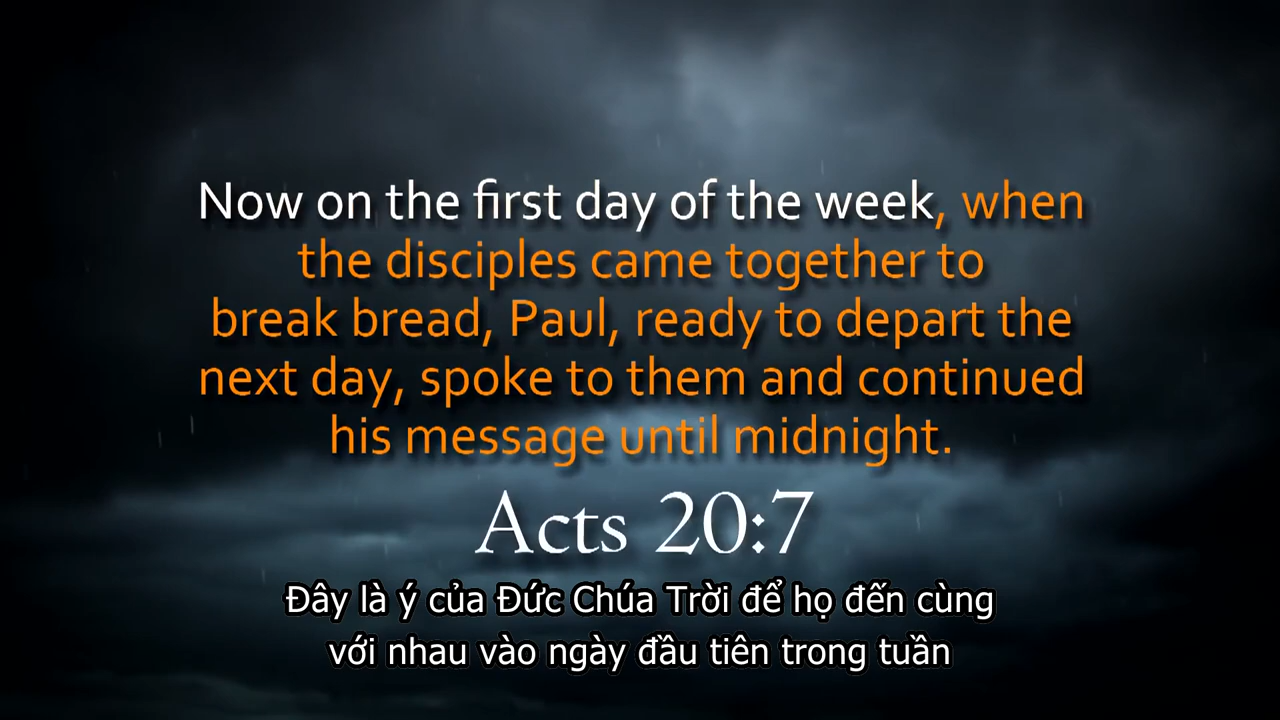 Now on the first day of the week, when
the disciples came together to
break bread, Paul, ready to depart the
next day, spoke to them and continued
his message until midnight.
Acts 20:7
Đây là ý của Đức Chúa Trời để họ đến cùng
với nhau vào ngày đầu tiên trong tuần